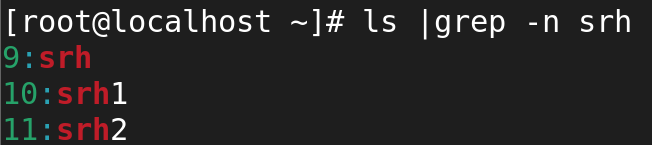 [root@localhost ~]# ls |grep -n srh
9:srh
10:srh1
11:srh2